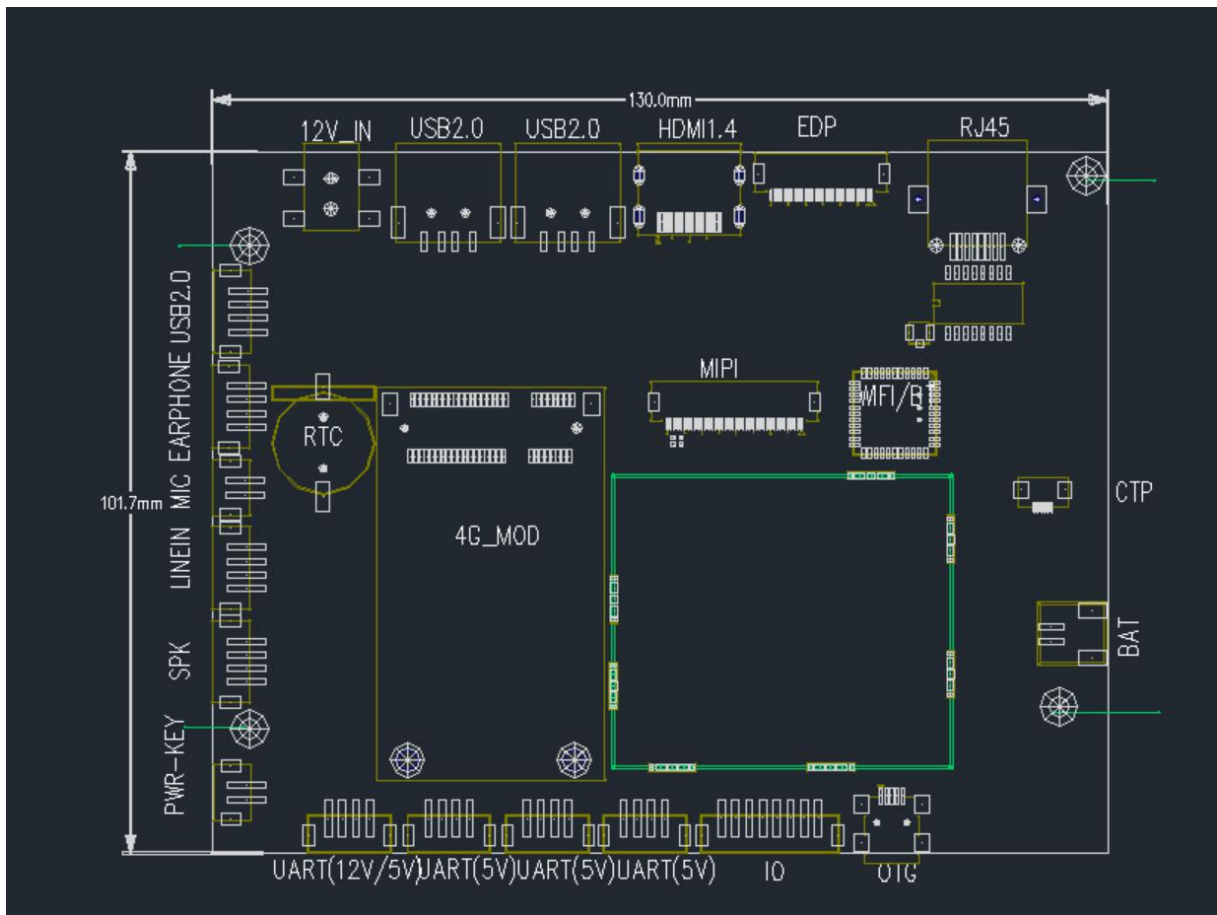 130.0mm
12V_IN
USB2.0
USB2.0
HDMI1.4
EDP
RJ45
USB2.0
EARPHONE
MIC
LINEIN
SPK
PWR-KEY
101.7mm
RTC
4G_MOD
MIPI
WFI/BT
CTP
BAT
UART(12V/5V)
UART(5V)
UART(5V)
UART(5V)
IO
OTG